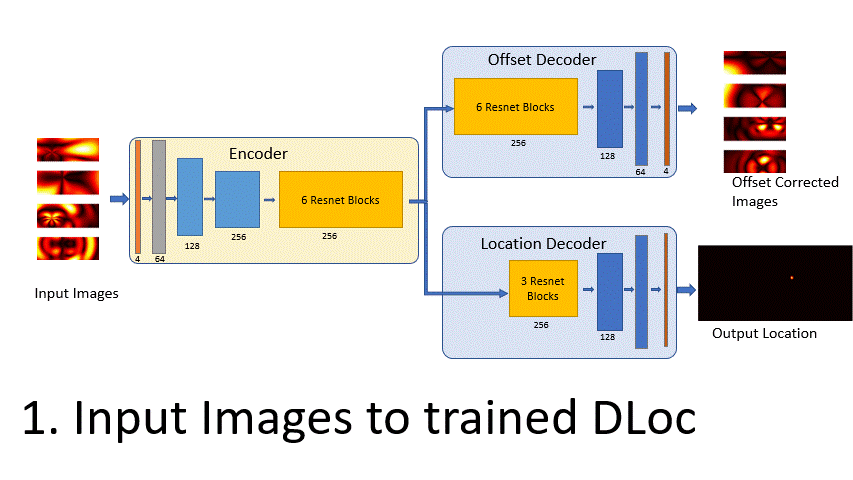 Input Images
Encoder
4
64
128
256
6 Resnet Blocks
256
Offset Decoder
6 Resnet Blocks
256
128
64
4
Offset Corrected
Images
Location Decoder
3 Resnet
Blocks
256
128
Output Location
1. Input Images to trained DLoc